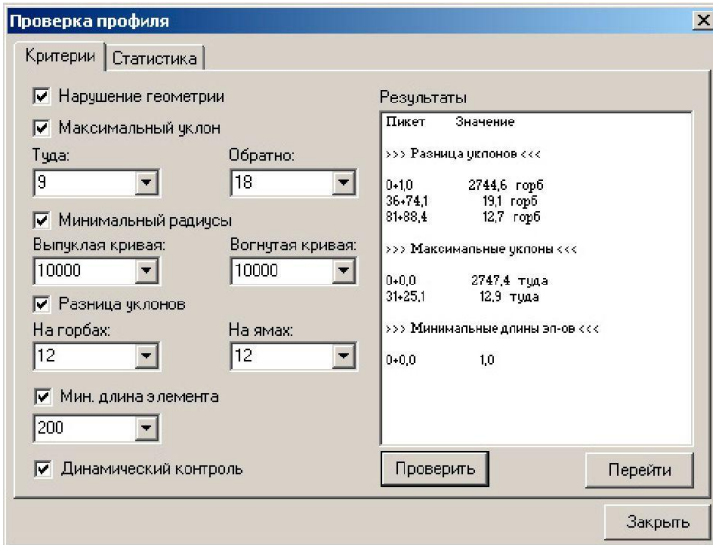 Проверка профиля
Критерии Статистика
Нарушение геометрии
Максимальный уклон
Туда: Обратно:
9 18
Минимальный радиусы
Выпуклая кривая: Вогнутая кривая:
10000 10000
Разница уклонов
На горбах: На ямах:
12 12
Мин. длина элемента
200
Динамический контроль
Результаты
Пикет Значение
>>> Разница уклонов <<<
0+1,0 2744,6 горб
36+74,1 19,1 горб
81+88,4 12,7 горб
>>> Максимальные уклоны <<<
0+0,0 2747,4 туда
31+25,1 12,9 туда
>>> Минимальные длины эл-ов <<<
0+0,0 1,0
Проверить Перейти
Закрыть